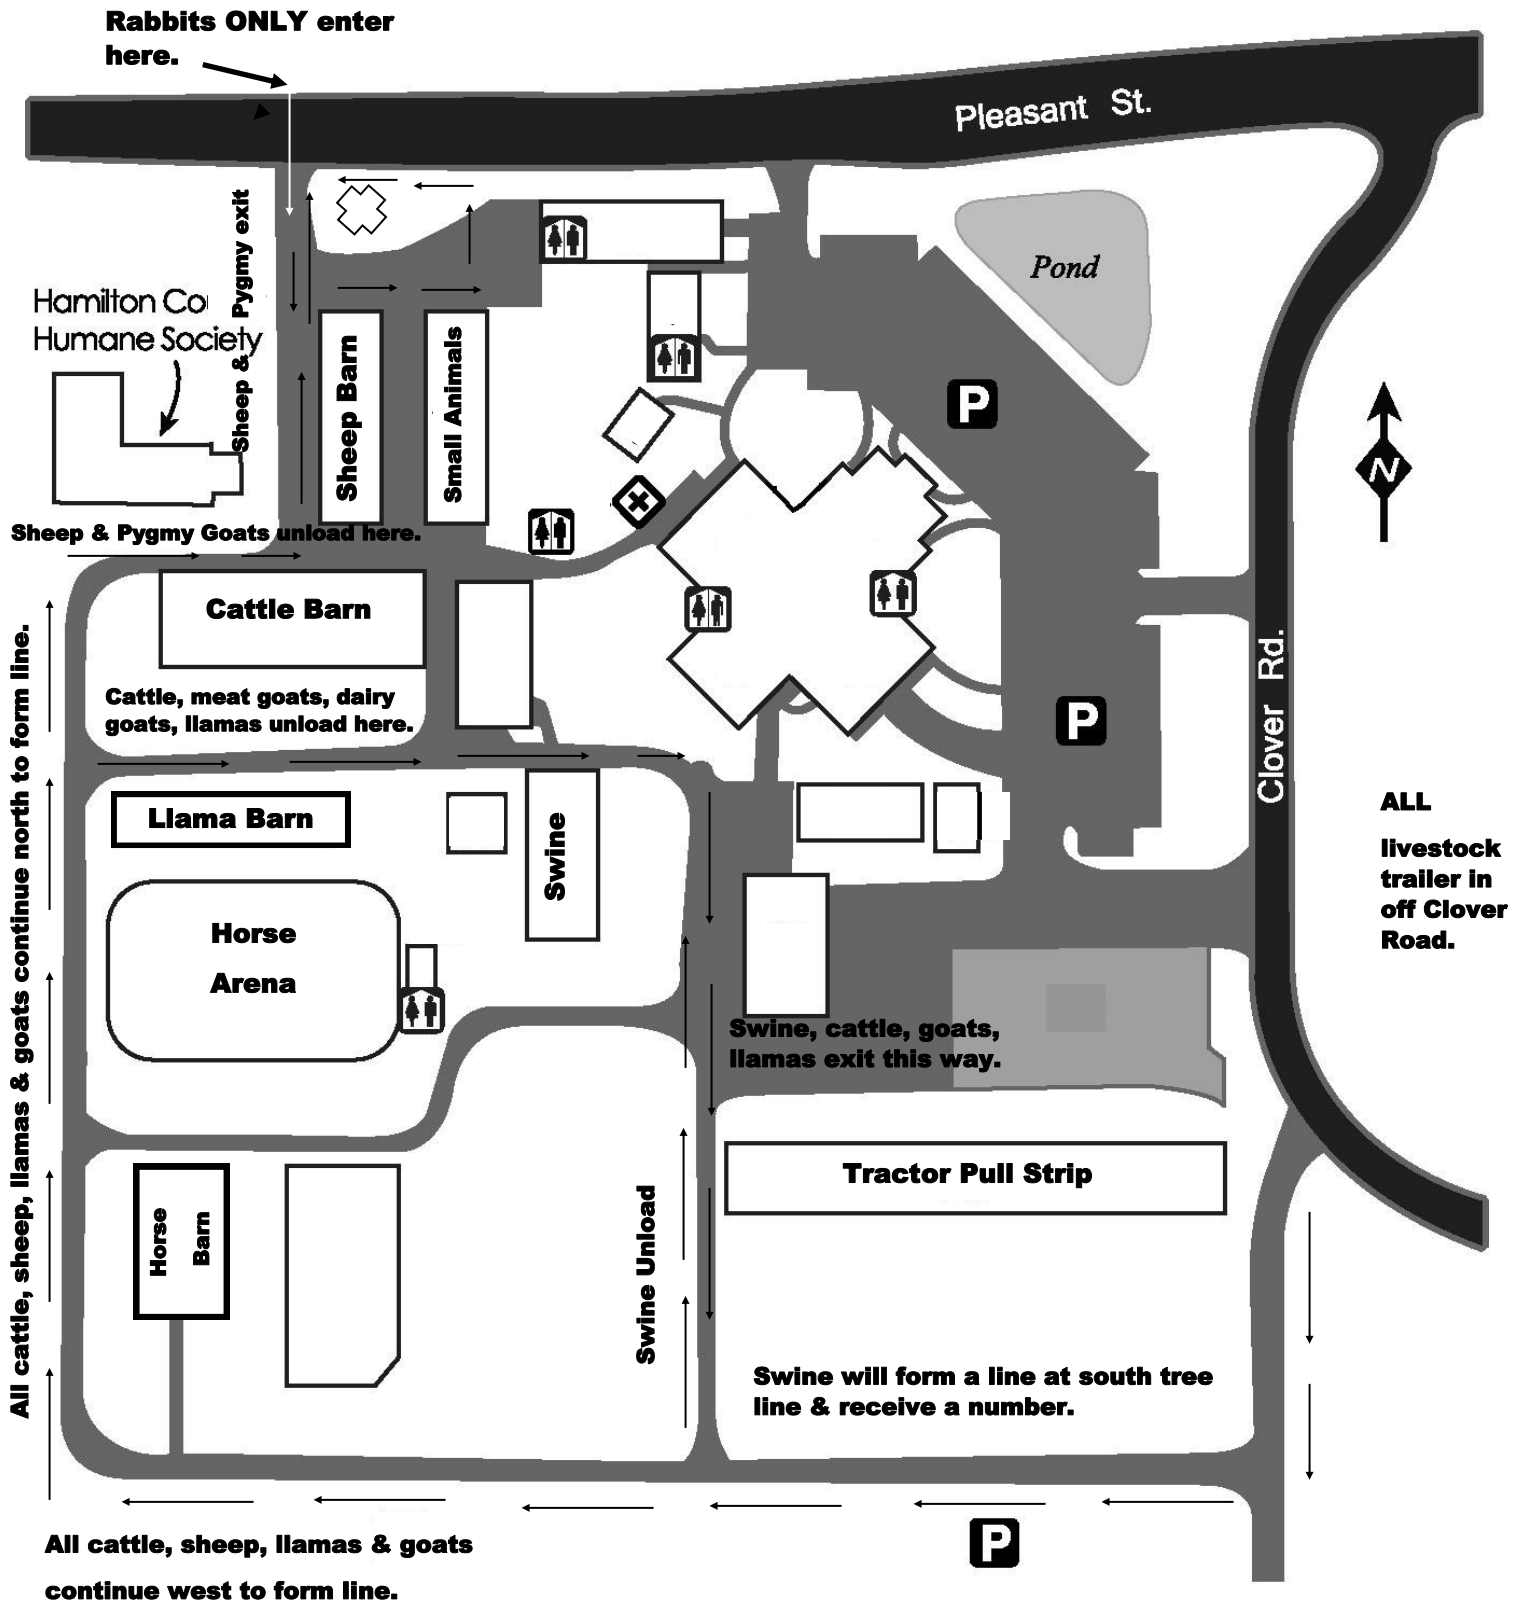 Rabbits ONLY enter
here.
Pleasant St.
Sheep & Pygmy exit
Pond
Hamilton Co
Humane Society
Sheep Barn
Small Animals
P
N
Sheep & Pygmy Goats unload here.
Cattle Barn
Cattle, meat goats, dairy
goats, llamas unload here.
P
Clover Rd.
All cattle, sheep, llamas & goats continue north to form line.
Llama Barn
Swine
ALL
livestock
trailer in
off Clover
Road.
Horse
Arena
Swine, cattle, goats,
llamas exit this way.
Tractor Pull Strip
Horse
Barn
Swine Unload
Swine will form a line at south tree
line & receive a number.
P
All cattle, sheep, llamas & goats
continue west to form line.